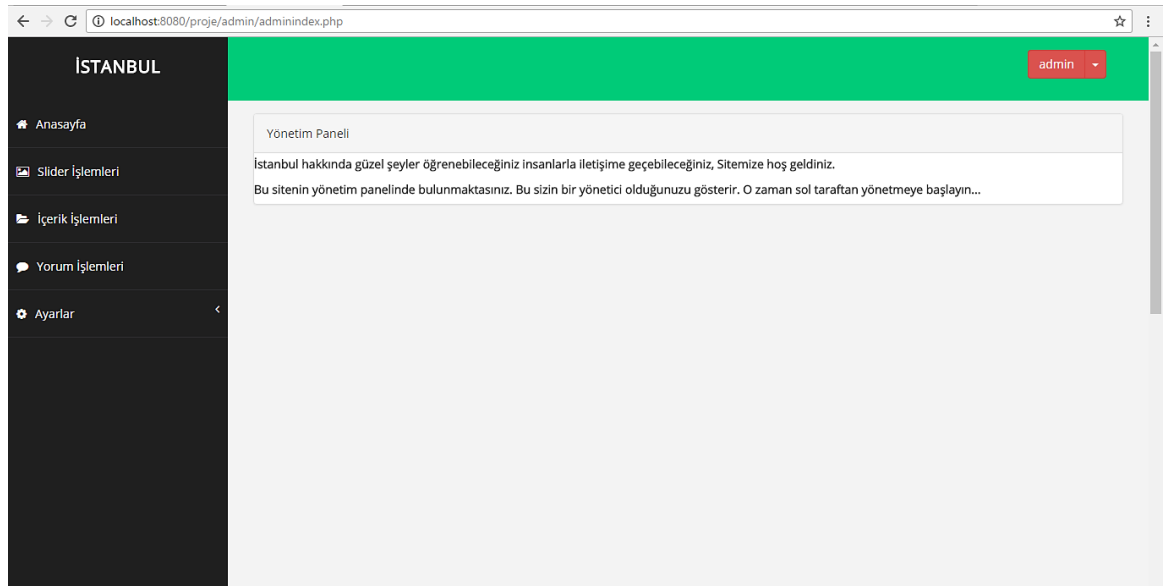 localhost:8080/proje/admin/adminindex.php
İSTANBUL
admin
Anasayfa
Slider İşlemleri
İçerik İşlemleri
Yorum İşlemleri
Ayarlar
Yönetim Paneli
İstanbul hakkında güzel şeyler öğrenebileceğiniz insanlarla iletişime geçebileceğiniz, Sitemize hoş geldiniz.
Bu sitenin yönetim panelinde bulunmaktasınız. Bu sizin bir yönetici olduğunuzu gösterir. O zaman sol taraftan yönetmeye başlayın...